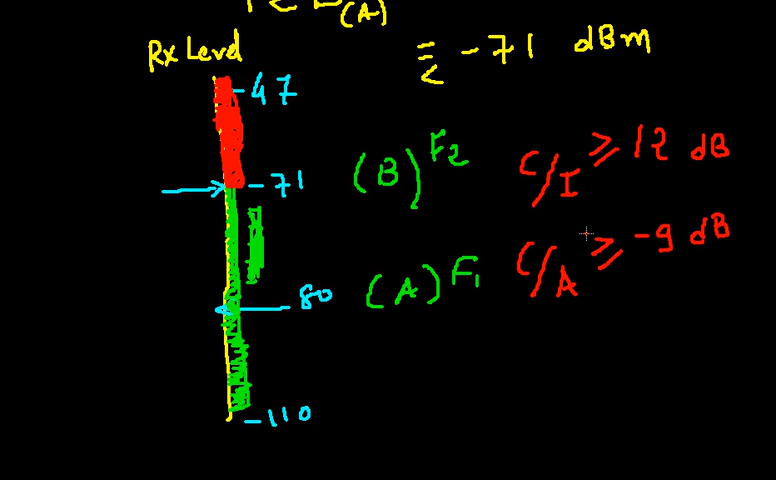 (A)
Rx Level
≤ -71 dBm
-47
(B) F2
C/I ≥ 12 dB
-71
C/A ≥ -9 dB
(A) F1
80
-110